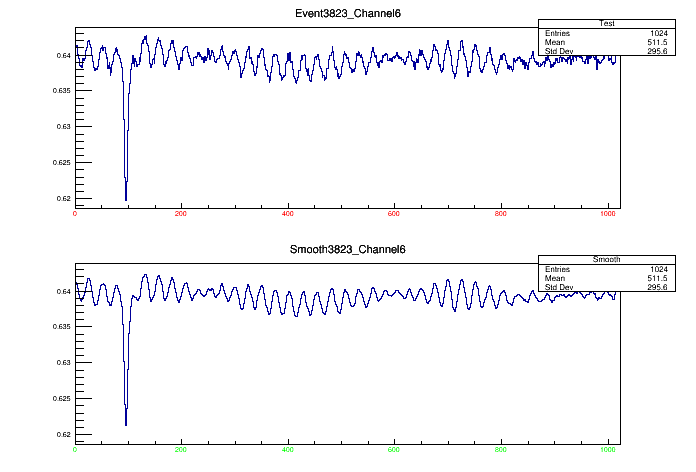 Event3823_Channel6
Test
Entries 1024
Mean 511.5
Std Dev 295.6
0.64
0.635
0.63
0.625
0.62
0 200 400 600 800 1000
Smooth3823_Channel6
Smooth
Entries 1024
Mean 511.5
Std Dev 295.6
0.64
0.635
0.63
0.625
0.62
0 200 400 600 800 1000